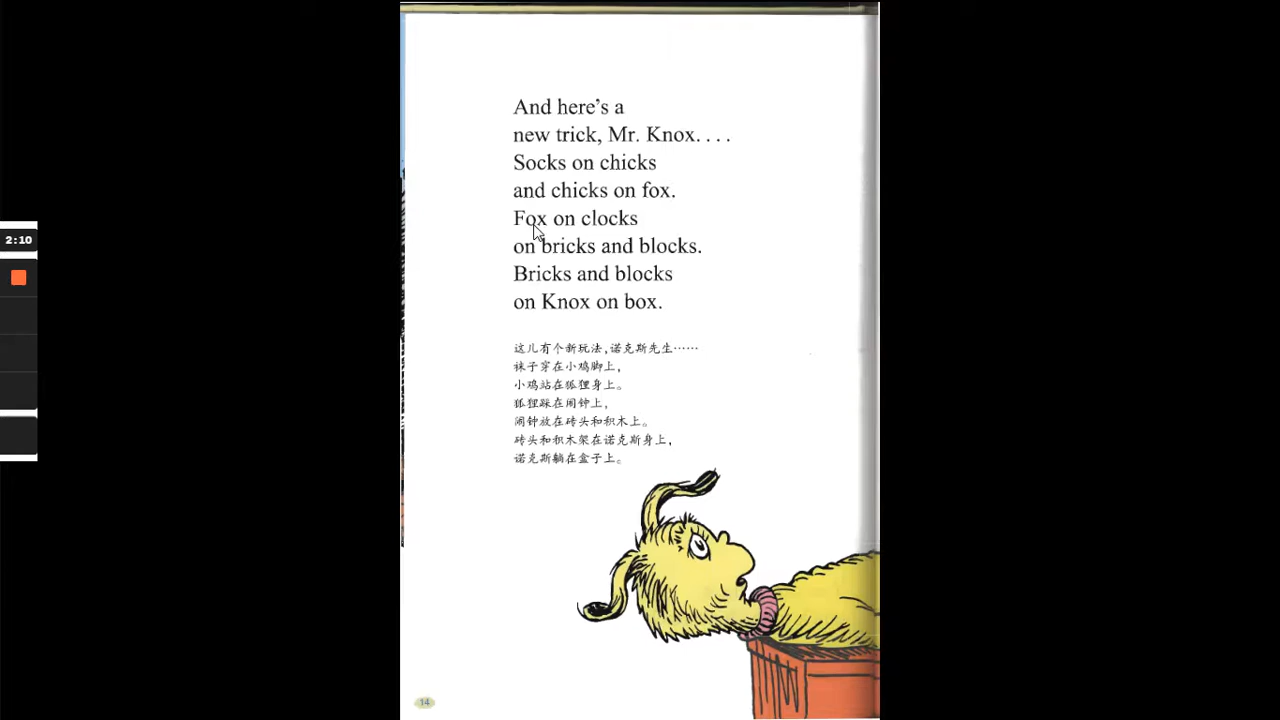 And here's a
new trick, Mr. Knox. . . .
Socks on chicks
and chicks on fox.
Fox on clocks
on bricks and blocks.
Bricks and blocks
on Knox on box.
这儿有个新玩法,诺克斯先生……
袜子穿在小鸡脚上,
小鸡站在狐狸身上。
狐狸踩在闹钟上,
闹钟放在砖头和积木上。
砖头和积木架在诺克斯身上,
诺克斯躺在盒子上。
2:10
14